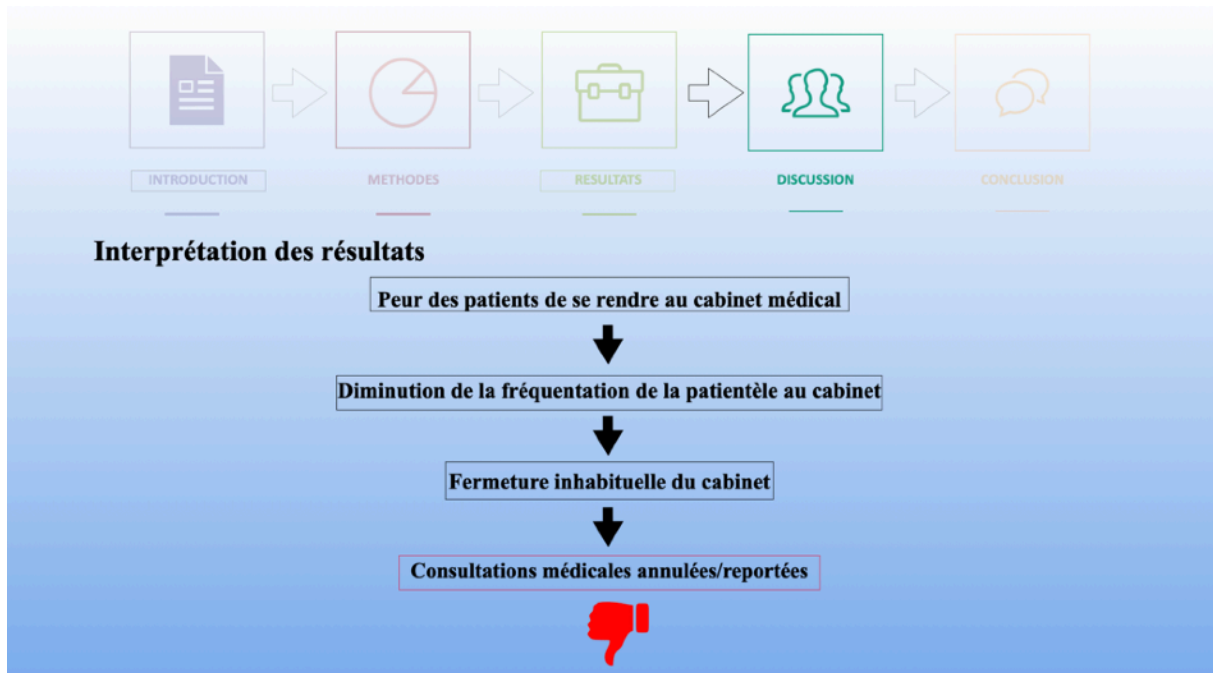 INTRODUCTION
METHODES
RESULTATS
DISCUSSION
CONCLUSION
Interprétation des résultats
Peur des patients de se rendre au cabinet médical
Diminution de la fréquentation de la patientèle au cabinet
Fermeture inhabituelle du cabinet
Consultations médicales annulées/reportées